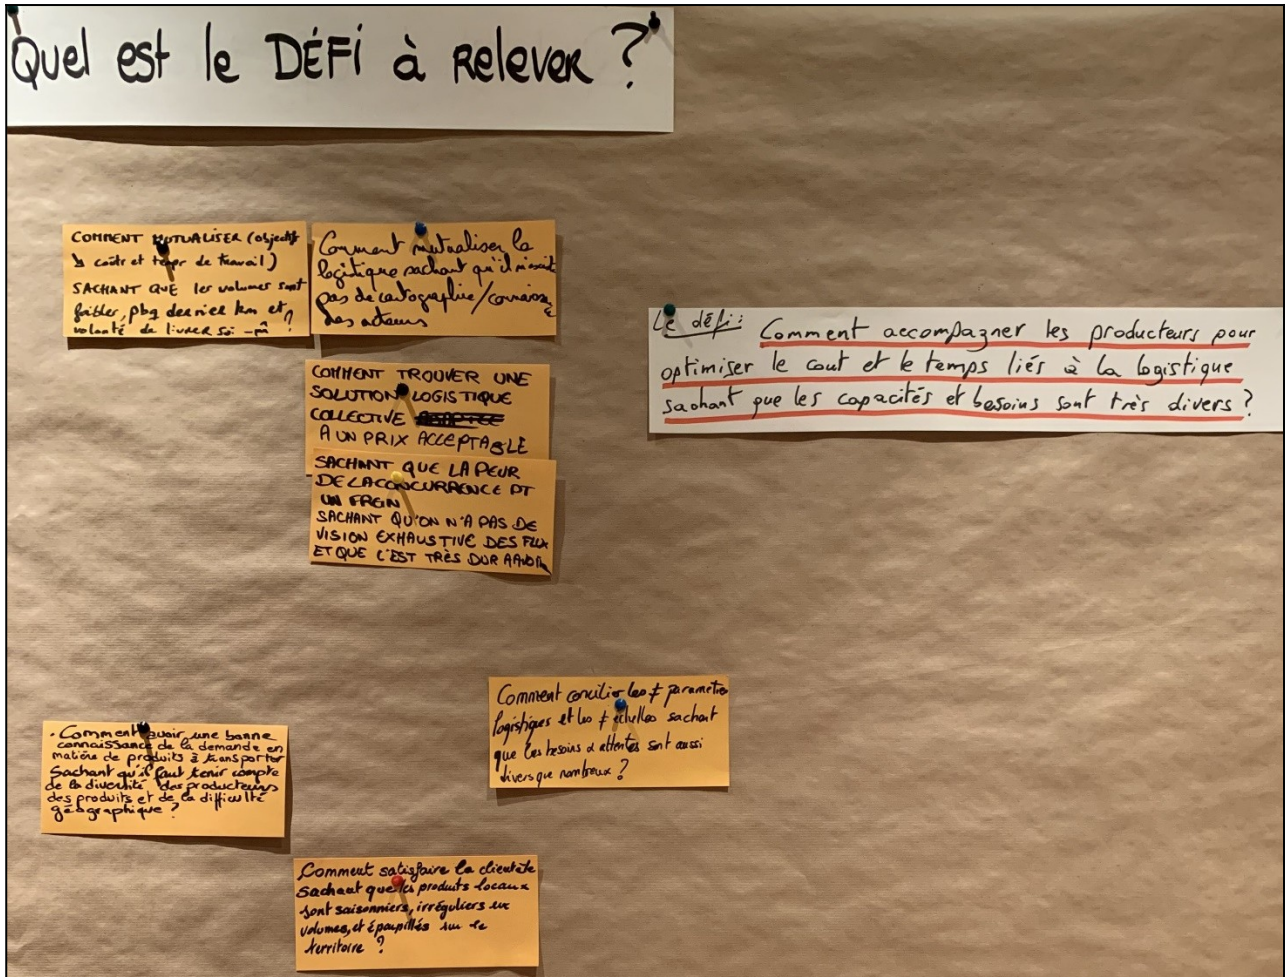 Quel est le DÉFi à Relever ?
COMMENT MUTUALISER (objectif
↘ coûts et temps de travail)
SACHANT QUE les volumes sont
faibles, pbq dernier km et
volonté de livrer soi-m̂ ?
Comment mutualiser la
logitique sachant qu'il n'existe
pas de cartographie/connaiss
des acteurs
COMMENT TROUVER UNE
SOLUTION LOGISTIQUE
COLLECTIVE
A UN PRIX ACCEPTABLE
SACHANT QUE LA PEUR
DE LA CONCURRENCE PT
UN FREIN
SACHANT QU'ON N'A PAS DE
VISION EXHAUSTIVE DES FLUX
ET QUE C'EST TRÈS DUR A AVOIR
Le défi : Comment accompagner les producteurs pour
optimiser le cout et le temps liés à la logistique
sachant que les capacités et besoins sont très divers ?
Comment concilier les ≠ parametres
logistiques et les ≠ échelles sachant
que les besoins & attentes sont aussi
divers que nombreux ?
. Comment avoir une bonne
connaissance de la demande en
matière de produits à transporter
Sachant qu'il faut tenir compte
de la diversité des producteurs
des produits et de la difficulté
géographique ?
Comment satisfaire la clientèle
sachant que les produits locaux
sont saisonniers, irréguliers en
volumes, et éparpillés sur le
territoire ?